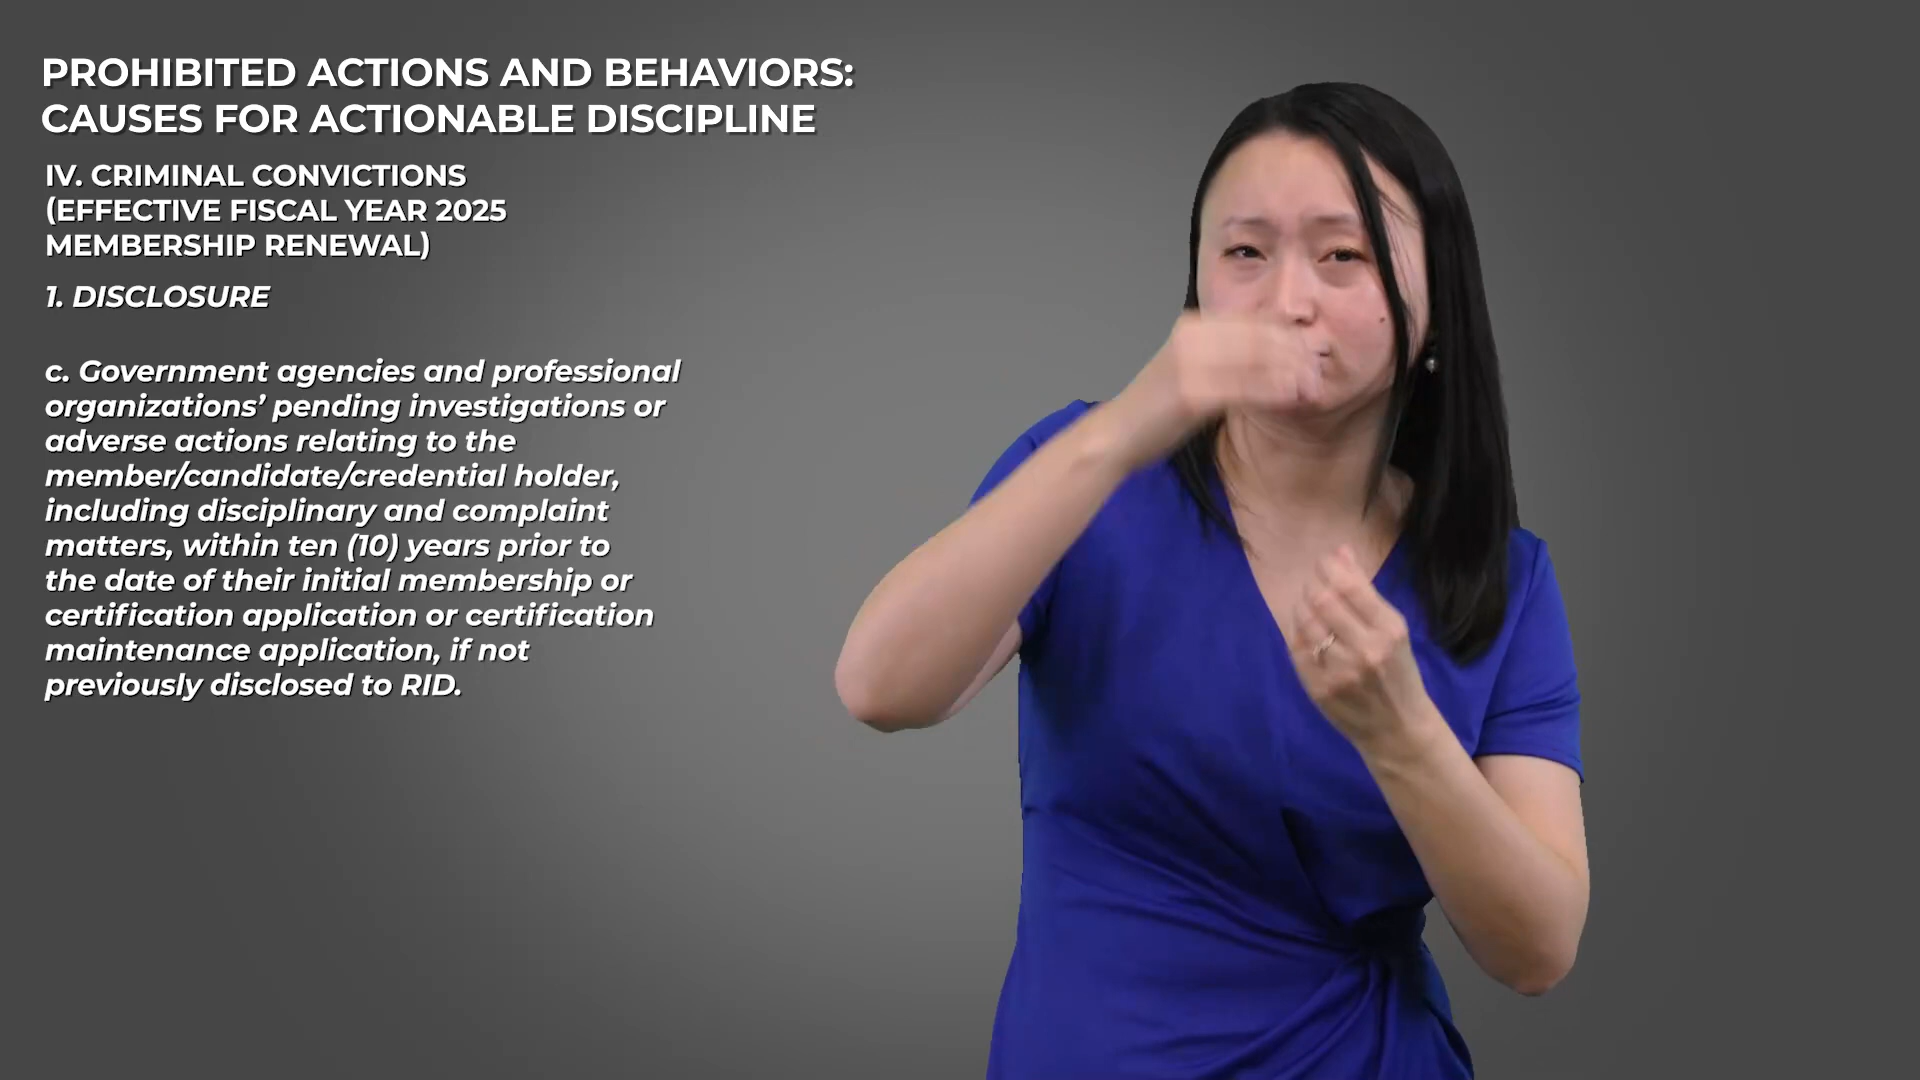 PROHIBITED ACTIONS AND BEHAVIORS:
CAUSES FOR ACTIONABLE DISCIPLINE
IV. CRIMINAL CONVICTIONS
(EFFECTIVE FISCAL YEAR 2025
MEMBERSHIP RENEWAL)
1. DISCLOSURE
c. Government agencies and professional
organizations’ pending investigations or
adverse actions relating to the
member/candidate/credential holder,
including disciplinary and complaint
matters, within ten (10) years prior to
the date of their initial membership or
certification application or certification
maintenance application, if not
previously disclosed to RID.